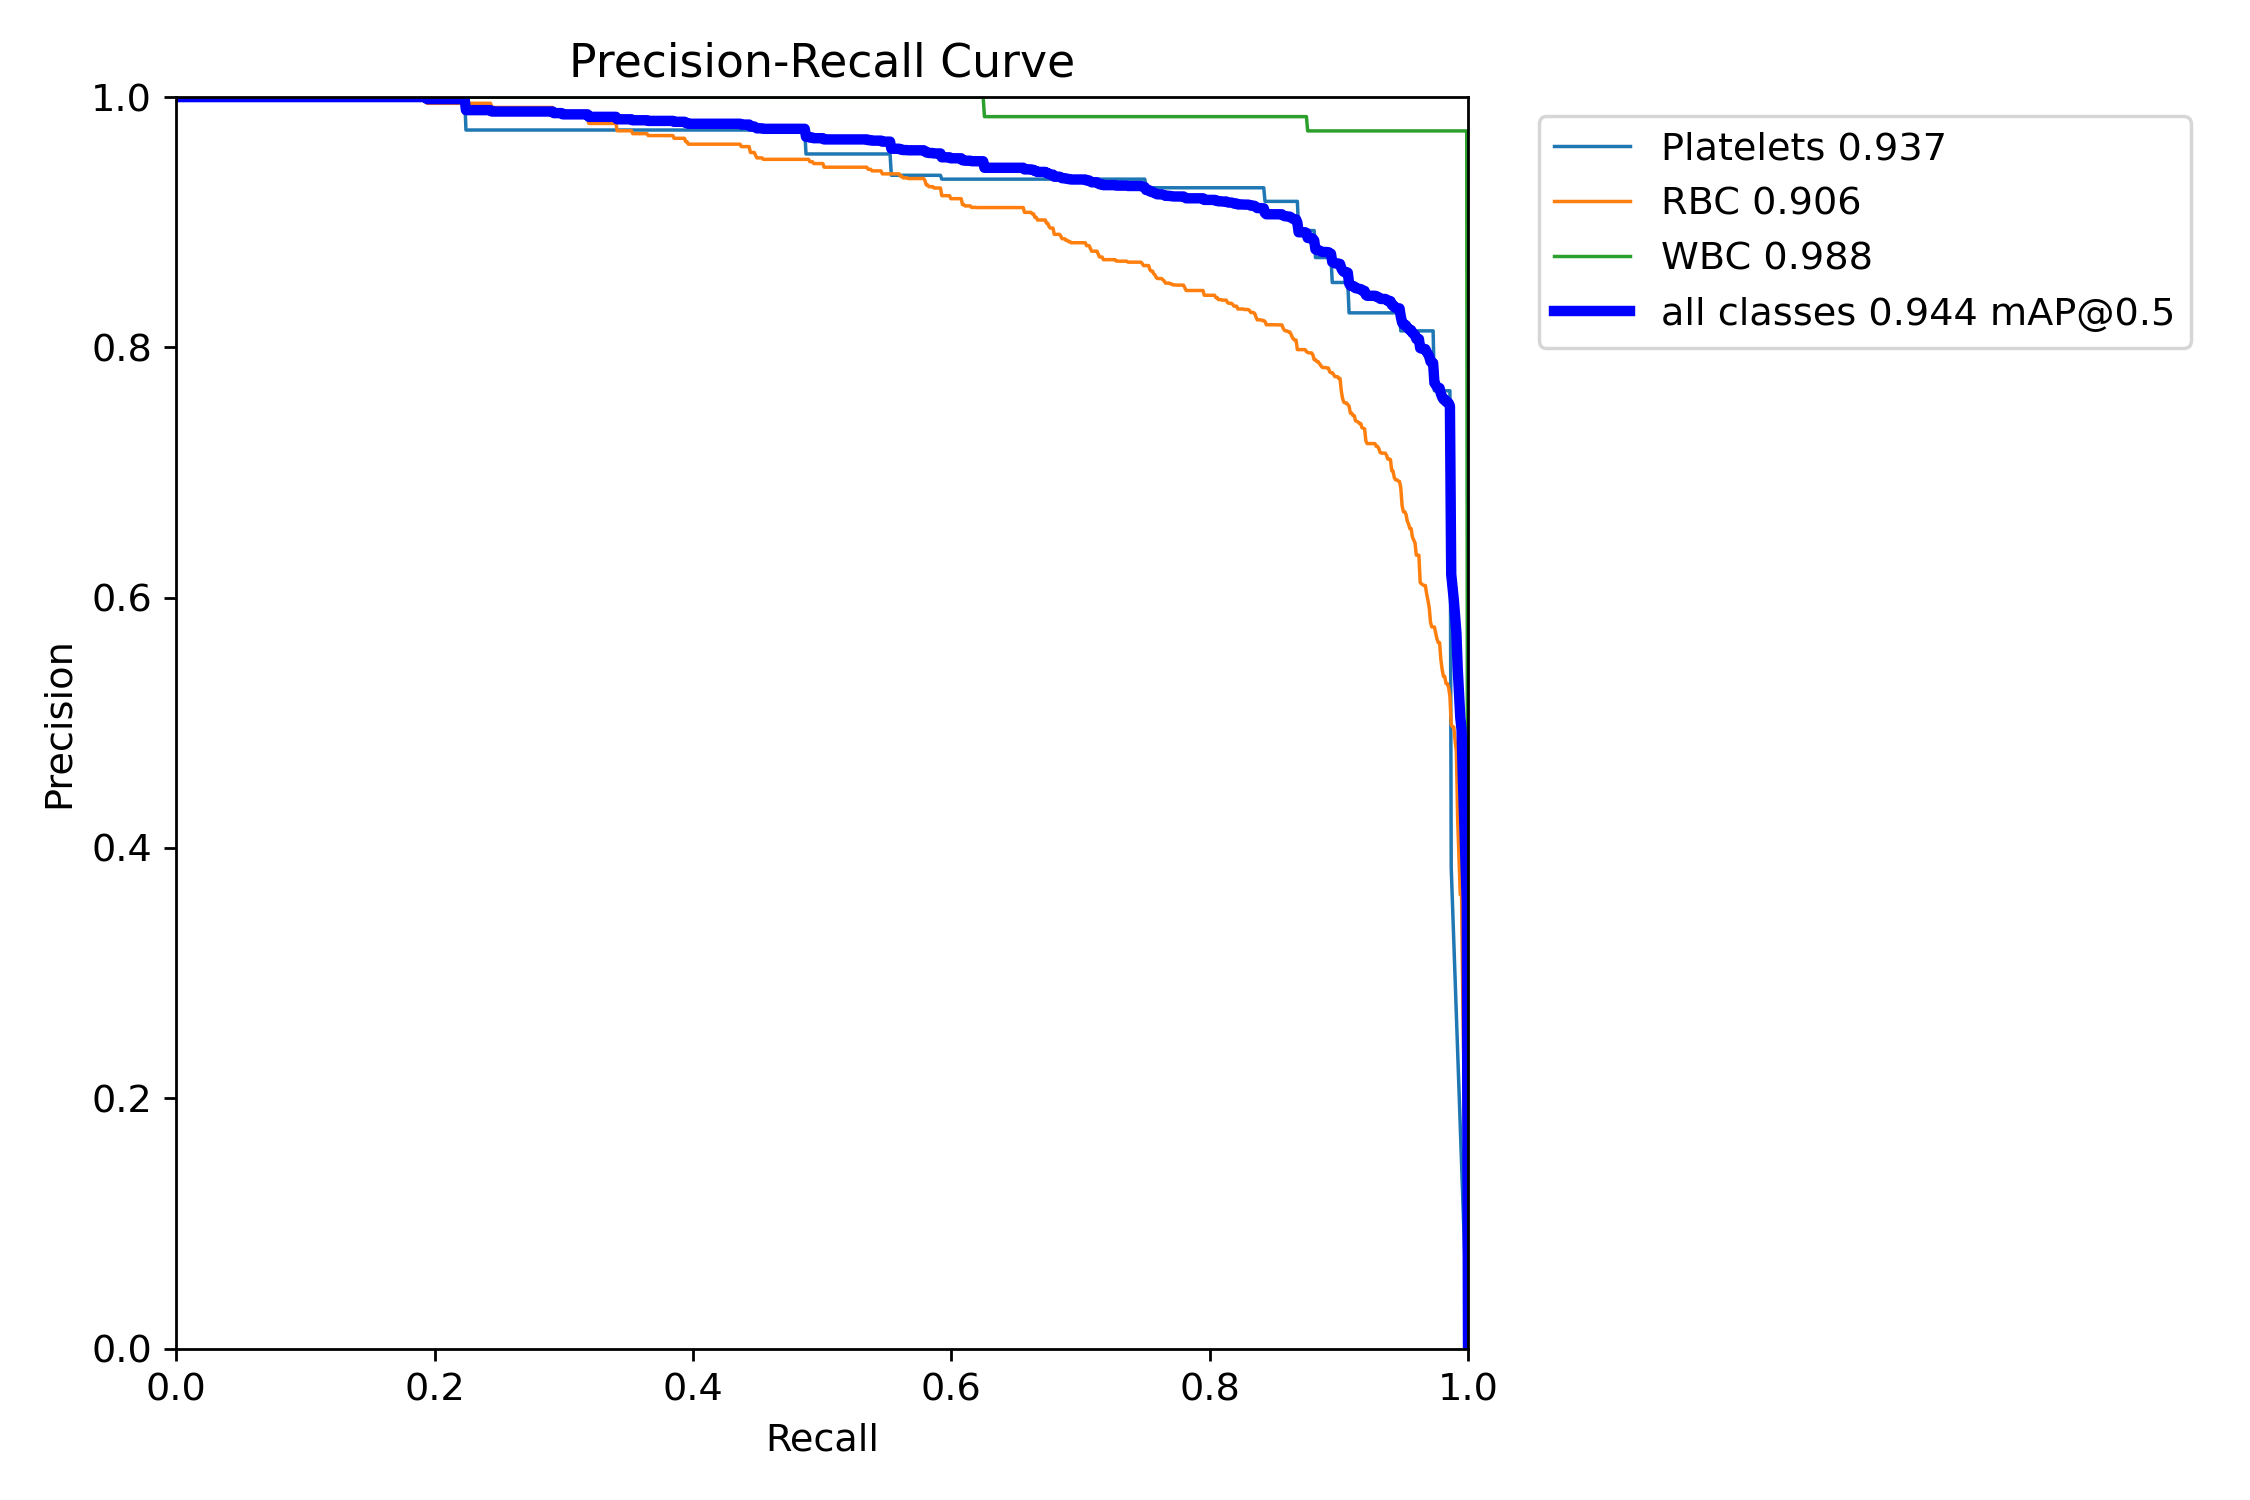 Precision-Recall Curve
1.0
0.8
0.6
0.4
0.2
0.0
Precision
0.0 0.2 0.4 0.6 0.8 1.0
Recall
Platelets 0.937
RBC 0.906
WBC 0.988
all classes 0.944 mAP@0.5